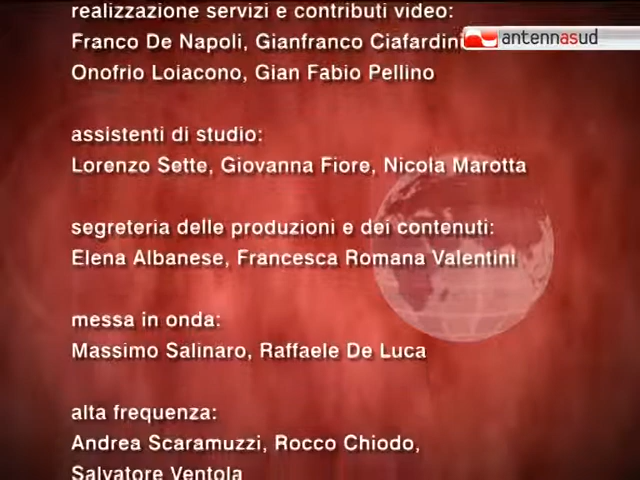 realizzazione servizi e contributi video:
Franco De Napoli, Gianfranco Ciafardini
antennasud
Onofrio Loiacono, Gian Fabio Pellino
assistenti di studio:
Lorenzo Sette, Giovanna Fiore, Nicola Marotta
segreteria delle produzioni e dei contenuti:
Elena Albanese, Francesca Romana Valentini
messa in onda:
Massimo Salinaro, Raffaele De Luca
alta frequenza:
Andrea Scaramuzzi, Rocco Chiodo,
Salvatore Ventola